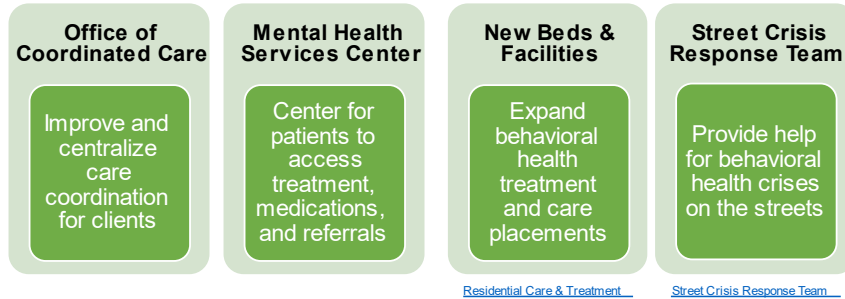 Office of
Coordinated Care
Improve and
centralize
care
coordination
for clients
Mental Health
Services Center
Center for
patients to
access
treatment,
medications,
and referrals
New Beds &
Facilities
Expand
behavioral
health
treatment
and care
placements
Street Crisis
Response Team
Provide help
for behavioral
health crises
on the streets
Residential Care & Treatment
Street Crisis Response Team